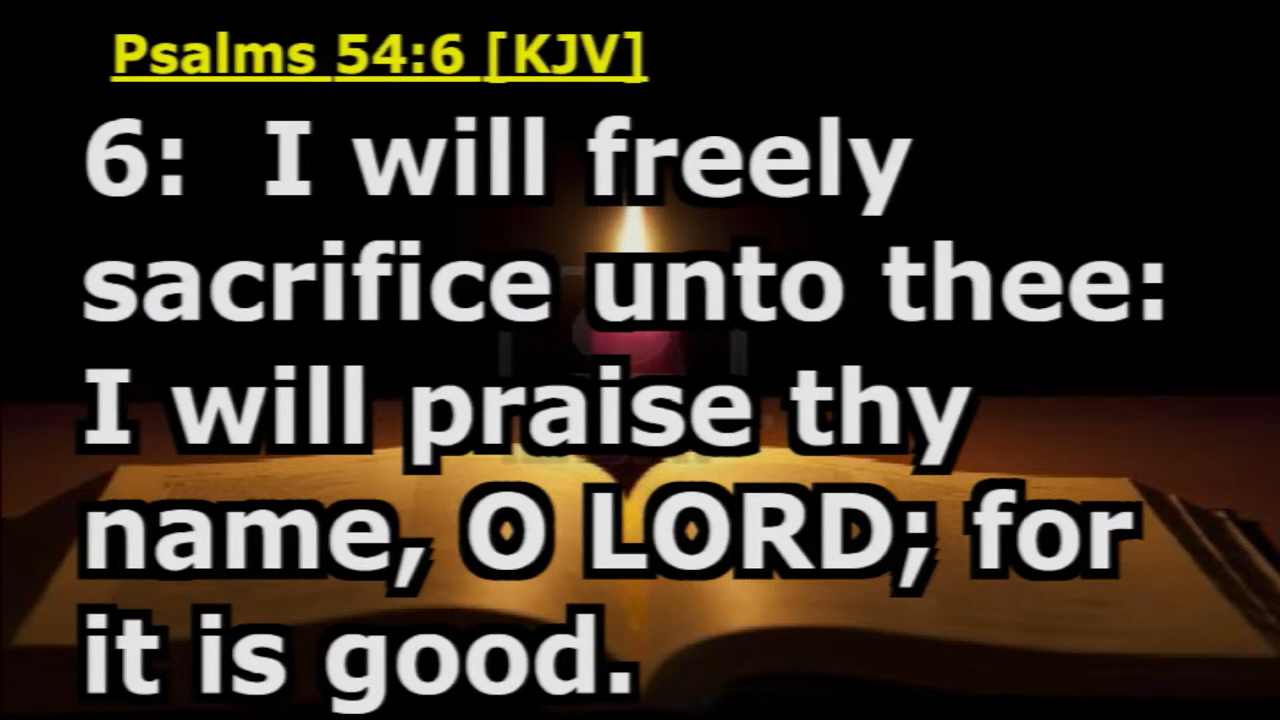 Psalms 54:6 [KJV]
6:  I will freely
sacrifice unto thee:
I will praise thy
name, O LORD; for
it is good.